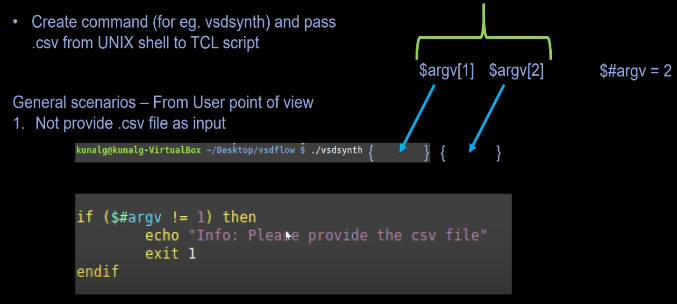 • Create command (for eg. vsdsynth) and pass
.csv from UNIX shell to TCL script
$argv[1] $argv[2] $#argv = 2
General scenarios – From User point of view
1. Not provide .csv file as input
kunalg@kunalg-VirtualBox ~/Desktop/vsdflow $ ./vsdsynth { } { }
if ($#argv != 1) then
echo "Info: Please provide the csv file"
exit 1
endif